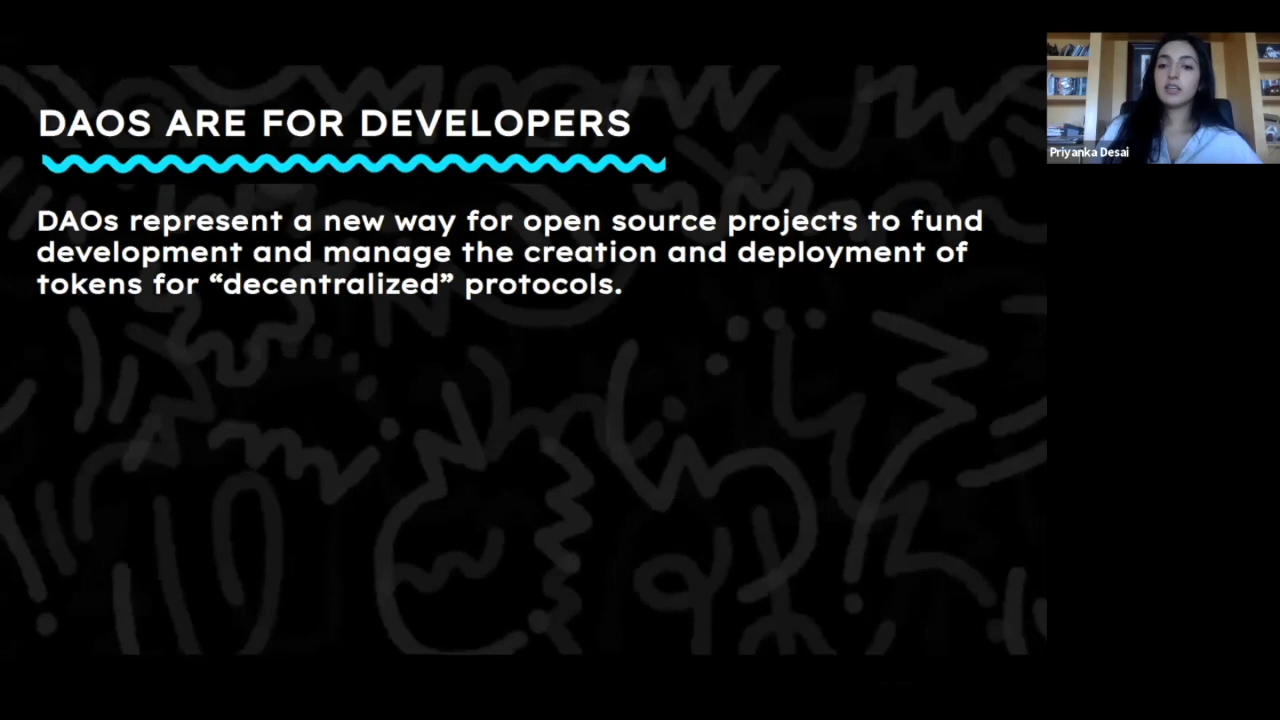 DAOS ARE FOR DEVELOPERS
DAOs represent a new way for open source projects to fund
development and manage the creation and deployment of
tokens for “decentralized” protocols.
Priyanka Desai